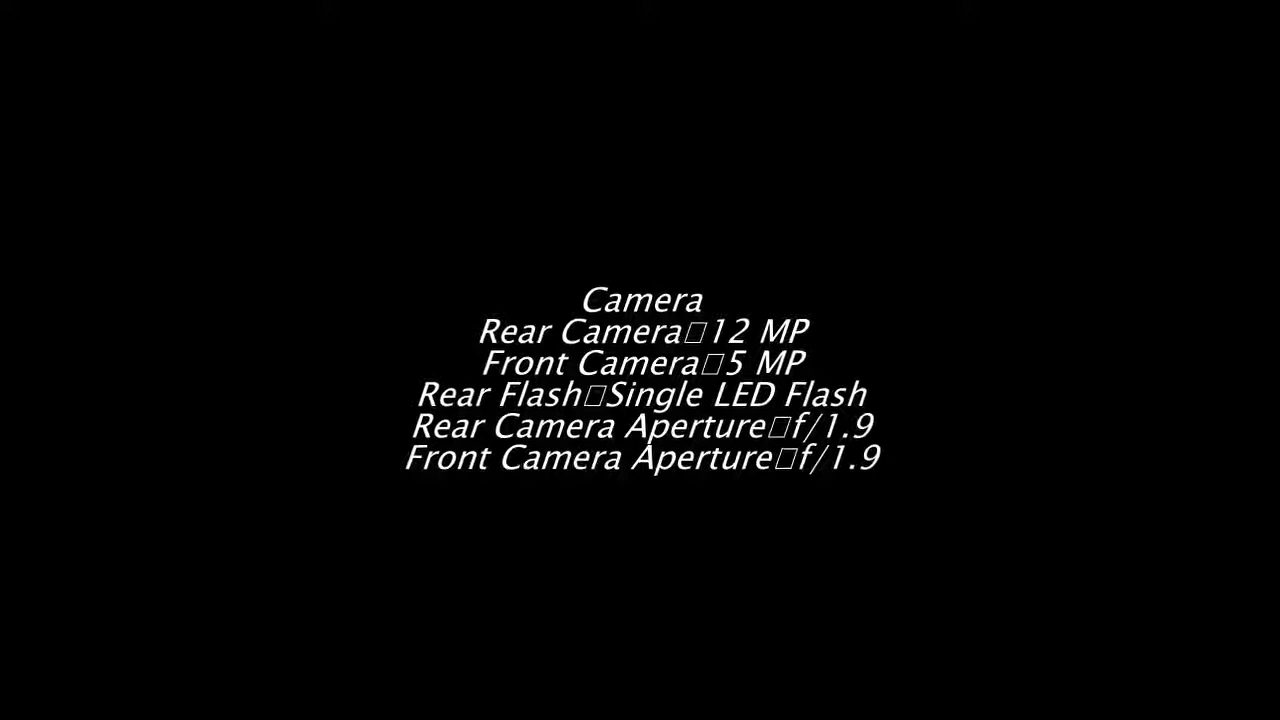 Camera
Rear Camera□12 MP
Front Camera□5 MP
Rear Flash□Single LED Flash
Rear Camera Aperture□f/1.9
Front Camera Aperture□f/1.9